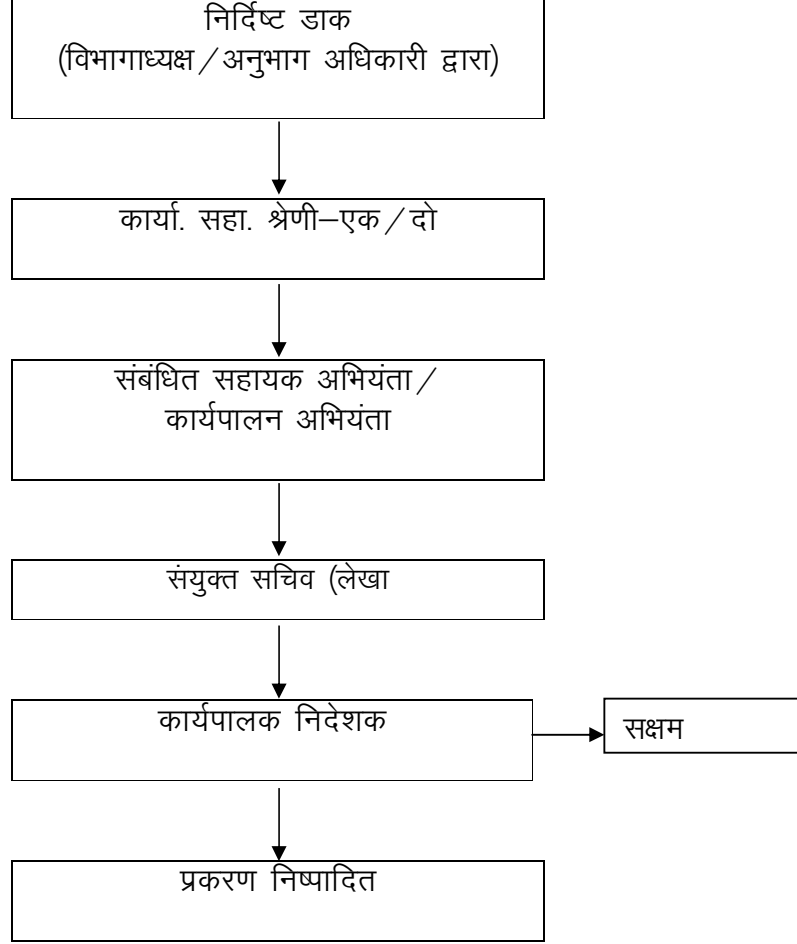 निर्दिष्ट डाक
(विभागाध्यक्ष/अनुभाग अधिकारी द्वारा)
कार्या. सहा. श्रेणी–एक/दो
संबंधित सहायक अभियंता/
कार्यपालन अभियंता
संयुक्त सचिव (लेखा
कार्यपालक निदेशक
सक्षम
प्रकरण निष्पादित